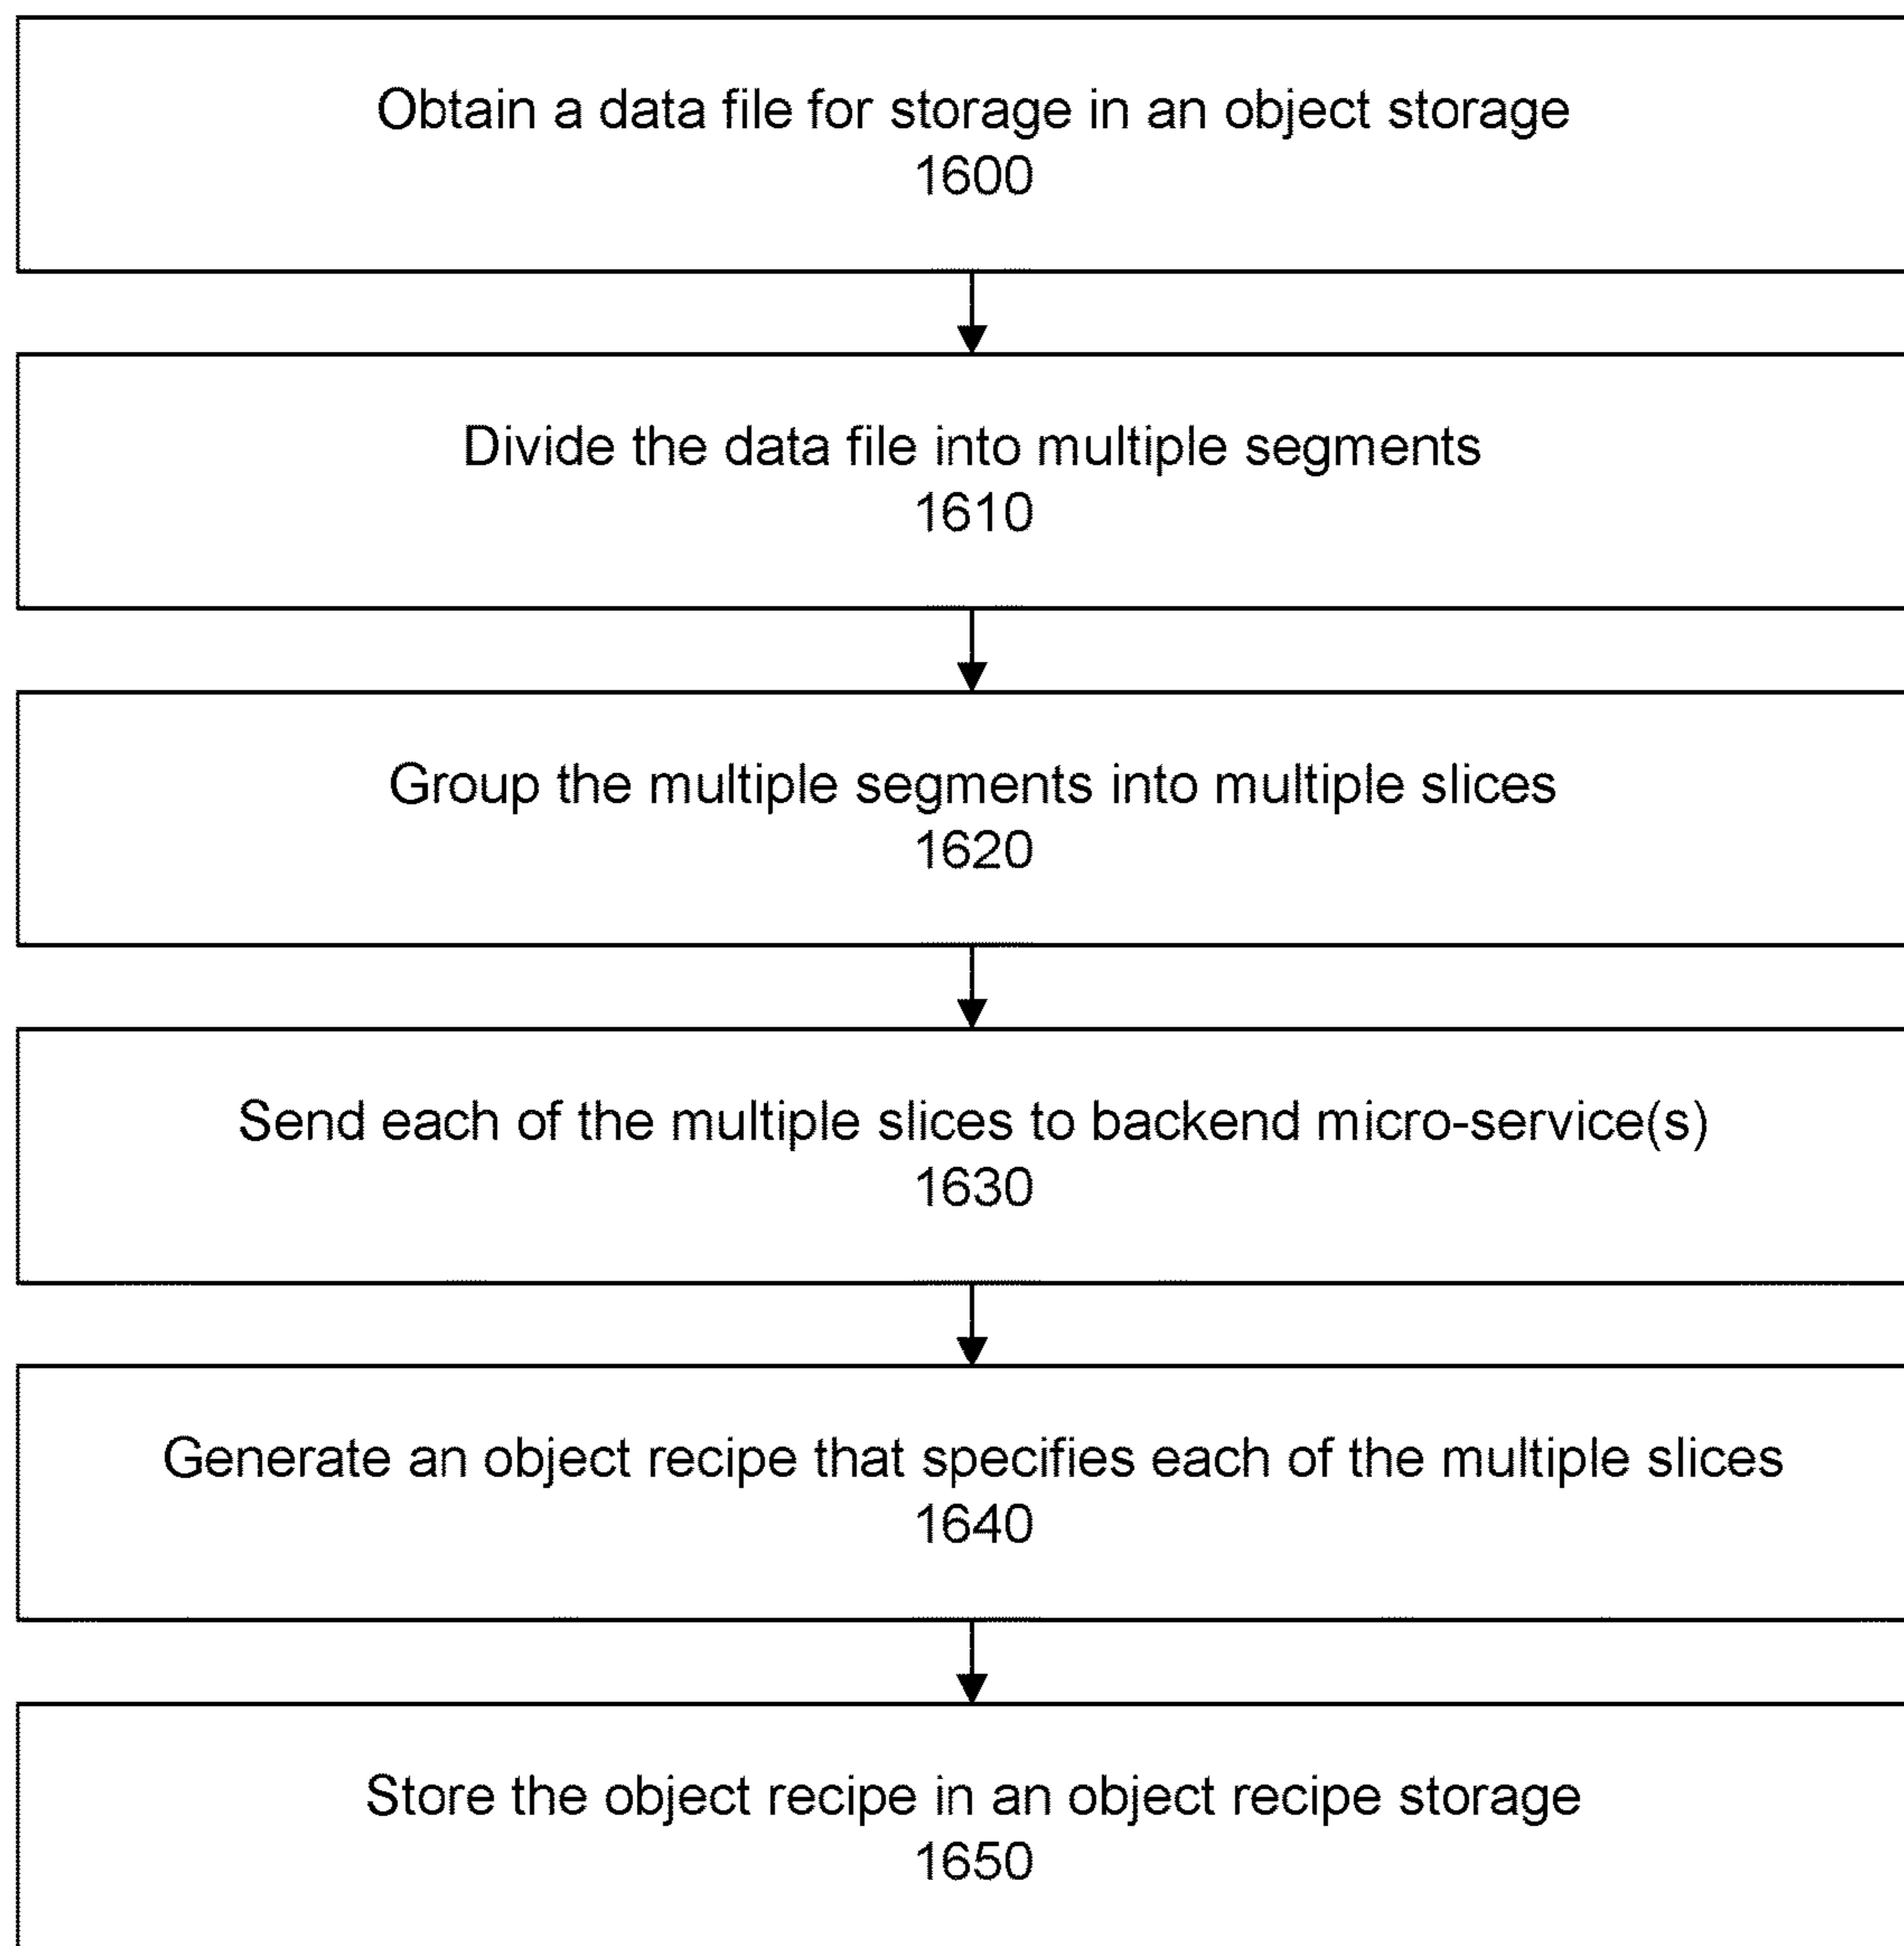 Obtain a data file for storage in an object storage
1600
Divide the data file into multiple segments
1610
Group the multiple segments into multiple slices
1620
Send each of the multiple slices to backend micro-service(s)
1630
Generate an object recipe that specifies each of the multiple slices
1640
Store the object recipe in an object recipe storage
1650